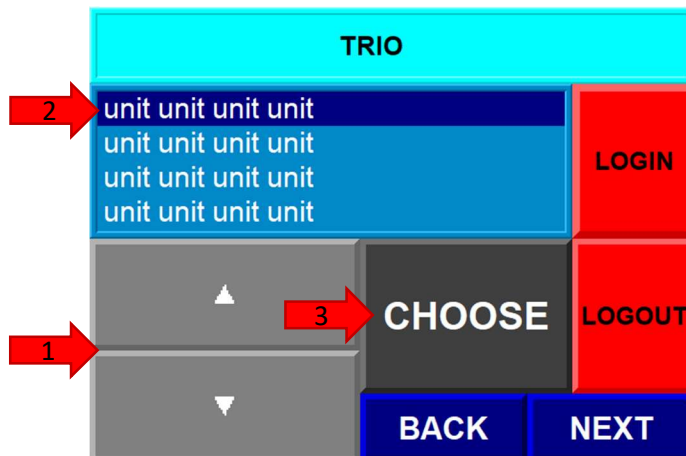 TRIO
2
unit unit unit unit
unit unit unit unit
unit unit unit unit
unit unit unit unit
LOGIN
3
CHOOSE
LOGOUT
1
BACK
NEXT